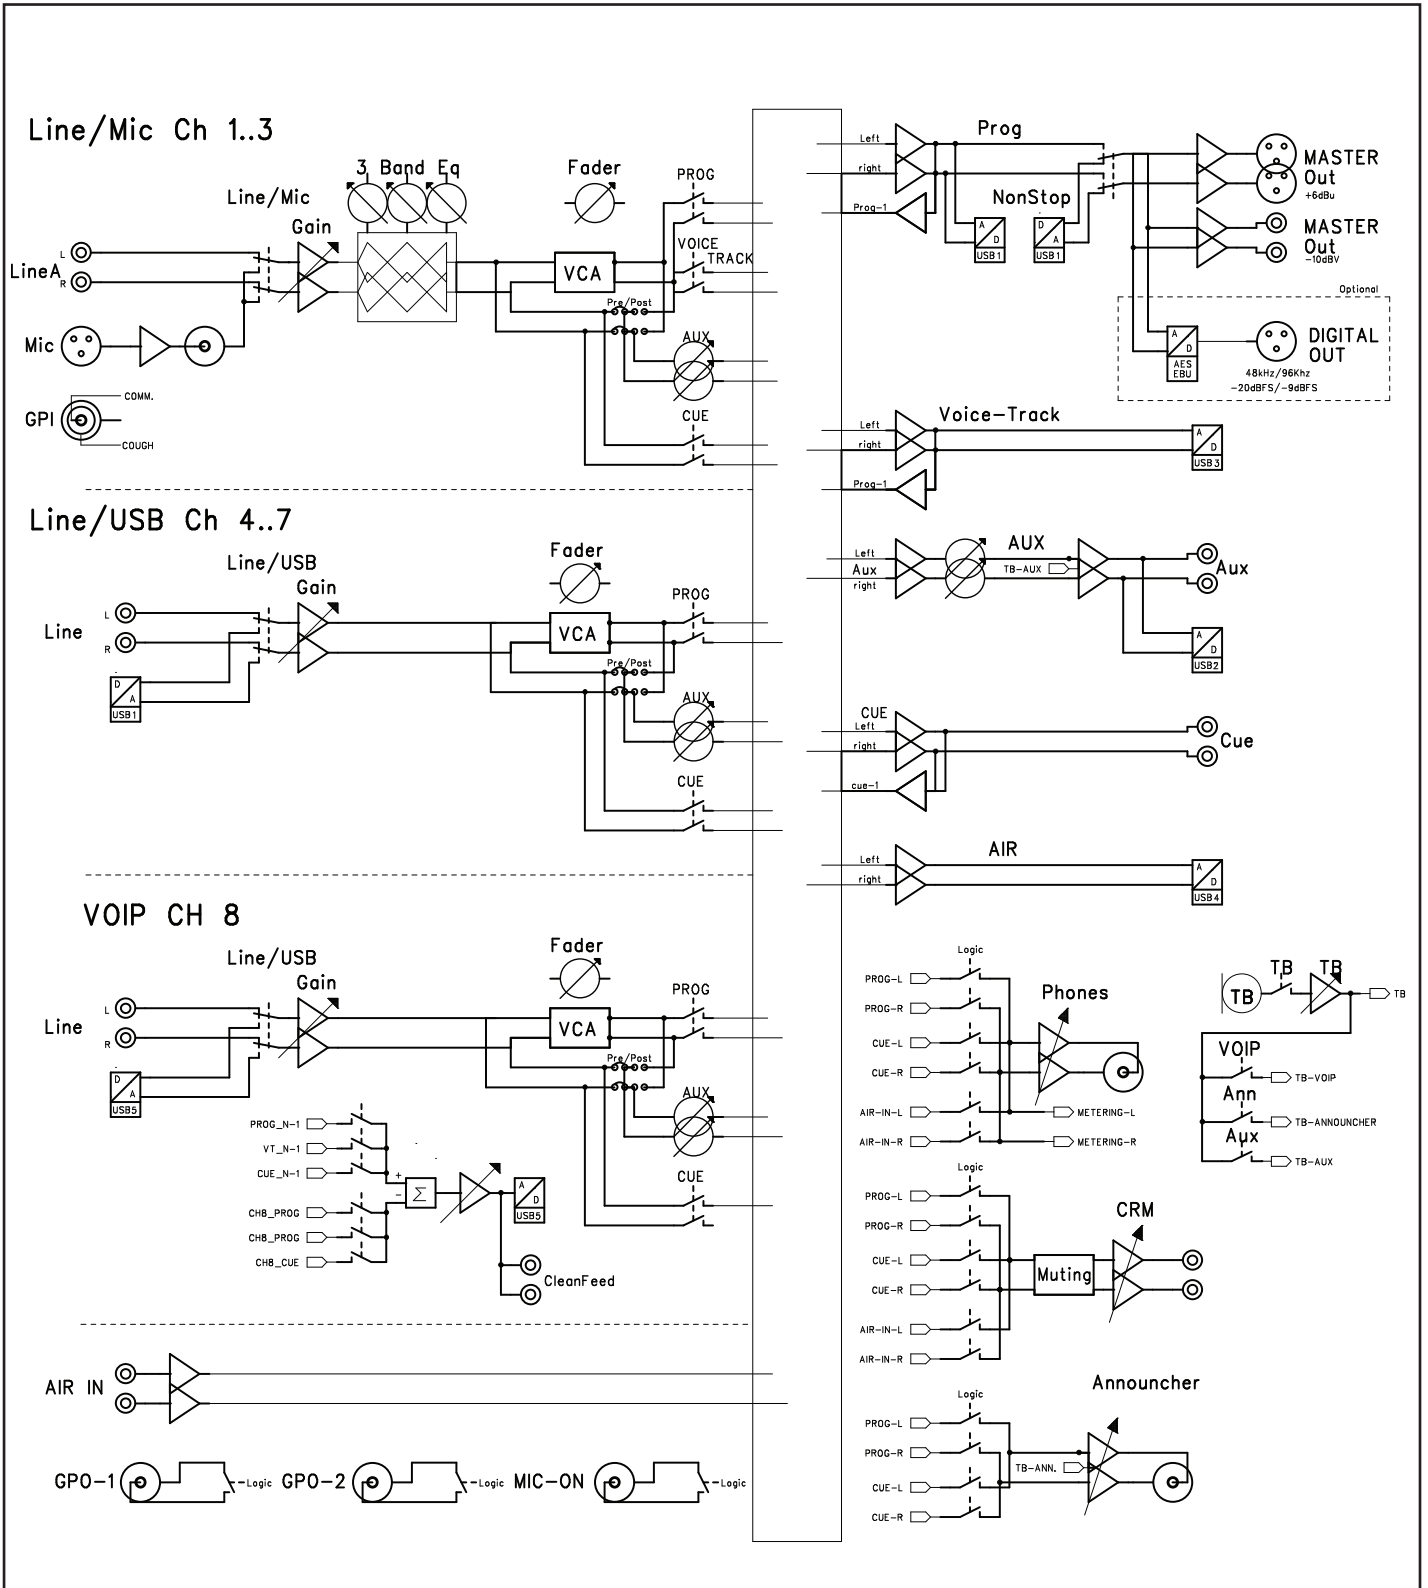 Line/Mic Ch 1..3
3 Band Eq
Fader
Line/Mic
Gain
PROG
VOICE
TRACK
L
LineA
R
VCA
Pre/Post
AUX
Mic
COMM.
GPI
COUGH
CUE
Line/USB Ch 4..7
Line/USB
Gain
Fader
PROG
L
Line
R
VCA
Pre/Post
D
A
USB1
AUX
CUE
VOIP CH 8
Line/USB
Gain
Fader
PROG
L
Line
R
VCA
Pre/Post
D
A
USB5
AUX
PROG_N-1
VT_N-1
CUE_N-1
+
-
Σ
A
D
USB5
CUE
CH8_PROG
CH8_PROG
CH8_CUE
CleanFeed
AIR IN
GPO-1
Logic
GPO-2
Logic
MIC-ON
Logic
Left
Prog
right
NonStop
Prog-1
A
D
USB1
D
A
USB1
MASTER
Out
+6dBu
MASTER
Out
-10dBV
Optional
A
D
AES
EBU
DIGITAL
OUT
48kHz/96Khz
-20dBFS/-9dBFS
Voice-Track
Left
right
Prog-1
A
D
USB3
AUX
Left
Aux
right
TB-AUX
Aux
A
D
USB2
CUE
Left
right
cue-1
Cue
AIR
Left
right
A
D
USB4
Logic
PROG-L
PROG-R
CUE-L
CUE-R
AIR-IN-L
AIR-IN-R
Phones
METERING-L
METERING-R
TB
TB
TB
TB
VOIP
TB-VOIP
Ann
TB-ANNOUNCHER
Aux
TB-AUX
Logic
PROG-L
PROG-R
CUE-L
CUE-R
AIR-IN-L
AIR-IN-R
Muting
CRM
Announcher
Logic
PROG-L
PROG-R
TB-ANN.
CUE-L
CUE-R